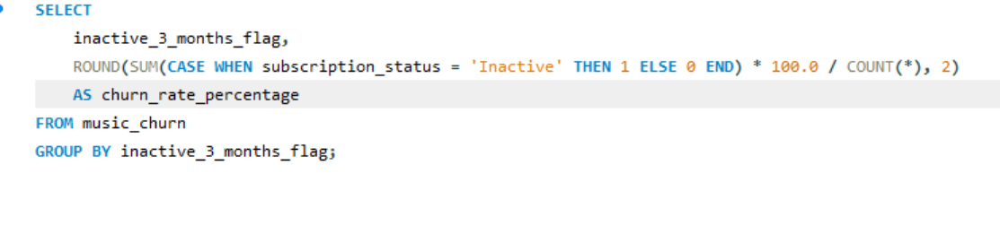 SELECT
inactive_3_months_flag,
ROUND(SUM(CASE WHEN subscription_status = 'Inactive' THEN 1 ELSE 0 END) * 100.0 / COUNT(*), 2)
AS churn_rate_percentage
FROM music_churn
GROUP BY inactive_3_months_flag;